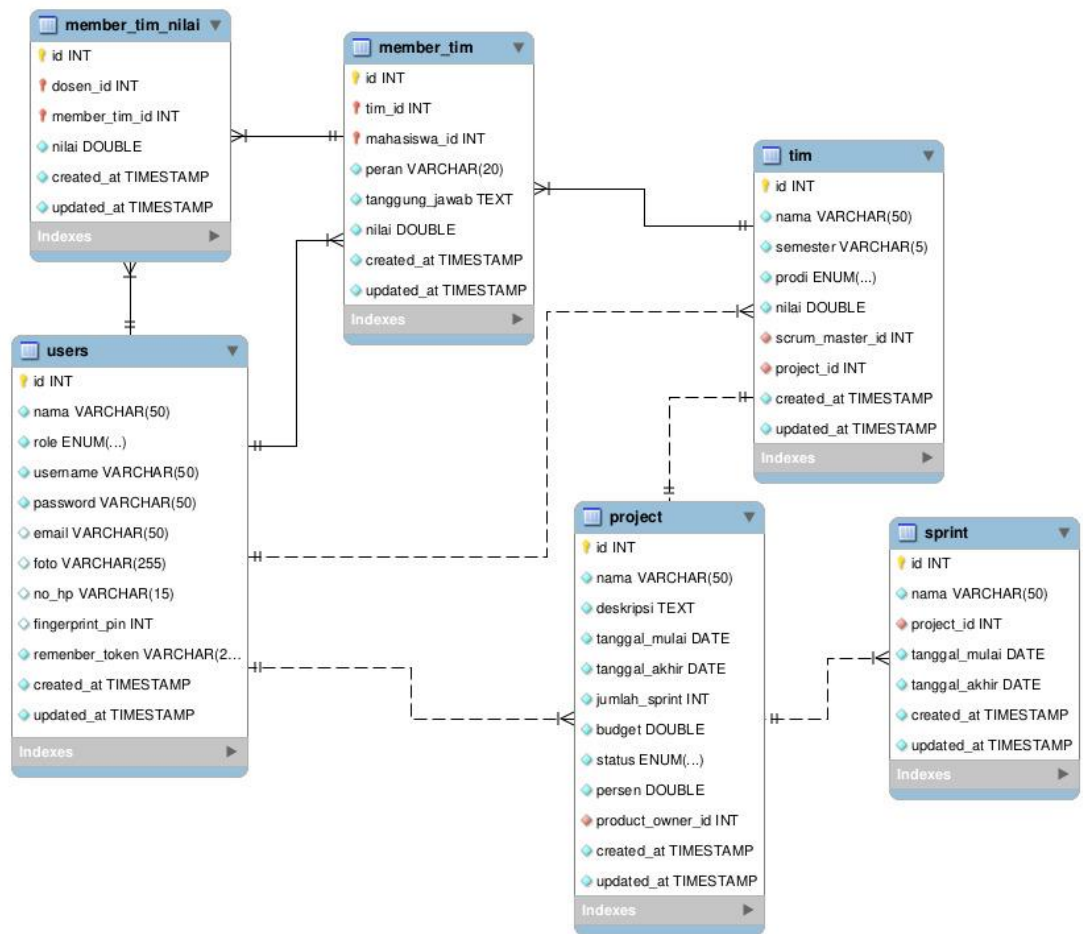 member_tim_nilai
id INT
dosen_id INT
member_tim_id INT
nilai DOUBLE
created_at TIMESTAMP
updated_at TIMESTAMP
Indexes
member_tim
id INT
tim_id INT
mahasiswa_id INT
peran VARCHAR(20)
tanggung_jawab TEXT
nilai DOUBLE
created_at TIMESTAMP
updated_at TIMESTAMP
Indexes
tim
id INT
nama VARCHAR(50)
semester VARCHAR(5)
prodi ENUM(...)
nilai DOUBLE
scrum_master_id INT
project_id INT
created_at TIMESTAMP
updated_at TIMESTAMP
Indexes
users
id INT
nama VARCHAR(50)
role ENUM(...)
username VARCHAR(50)
password VARCHAR(50)
email VARCHAR(50)
foto VARCHAR(255)
no_hp VARCHAR(15)
fingerprint_pin INT
remenber_token VARCHAR(2...
created_at TIMESTAMP
updated_at TIMESTAMP
Indexes
project
id INT
nama VARCHAR(50)
deskripsi TEXT
tanggal_mulai DATE
tanggal_akhir DATE
jumlah_sprint INT
budget DOUBLE
status ENUM(...)
persen DOUBLE
product_owner_id INT
created_at TIMESTAMP
updated_at TIMESTAMP
Indexes
sprint
id INT
nama VARCHAR(50)
project_id INT
tanggal_mulai DATE
tanggal_akhir DATE
created_at TIMESTAMP
updated_at TIMESTAMP
Indexes